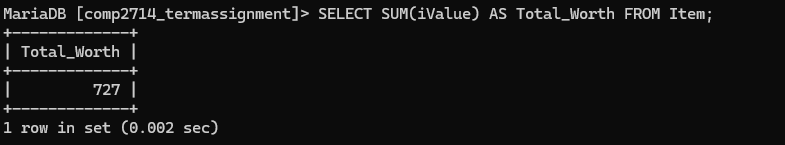 MariaDB [comp2714_termassignment]> SELECT SUM(iValue) AS Total_Worth FROM Item;
+-------------+
| Total_Worth |
+-------------+
|         727 |
+-------------+
1 row in set (0.002 sec)